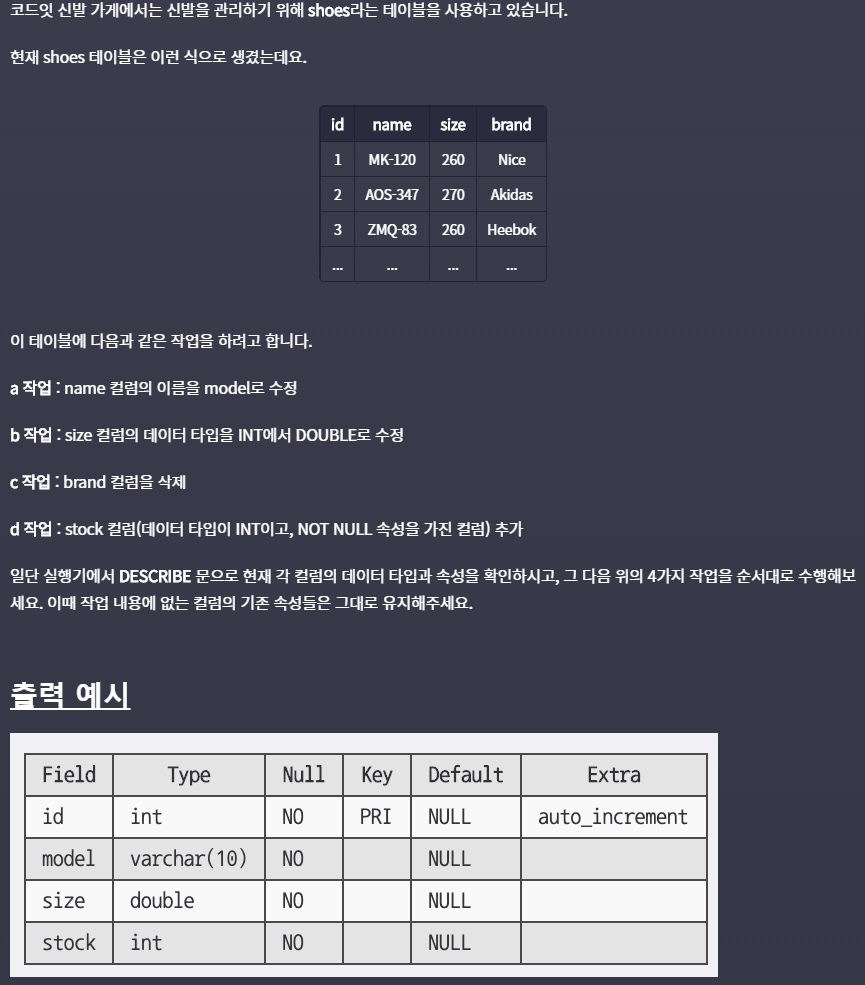 코드잇 신발 가게에서는 신발을 관리하기 위해 shoes라는 테이블을 사용하고 있습니다.
현재 shoes 테이블은 이런 식으로 생겼는데요.
id name size brand
1 MK-120 260 Nice
2 AOS-347 270 Akidas
3 ZMQ-83 260 Heebok
... ... ... ...
이 테이블에 다음과 같은 작업을 하려고 합니다.
a 작업 : name 컬럼의 이름을 model로 수정
b 작업 : size 컬럼의 데이터 타입을 INT에서 DOUBLE로 수정
c 작업 : brand 컬럼을 삭제
d 작업 : stock 컬럼(데이터 타입이 INT이고, NOT NULL 속성을 가진 컬럼) 추가
일단 실행기에서 DESCRIBE 문으로 현재 각 컬럼의 데이터 타입과 속성을 확인하시고, 그 다음 위의 4가지 작업을 순서대로 수행해보
세요. 이때 작업 내용에 없는 컬럼의 기존 속성들은 그대로 유지해주세요.
출력 예시
Field Type Null Key Default Extra
id int NO PRI NULL auto_increment
model varchar(10) NO NULL
size double NO NULL
stock int NO NULL